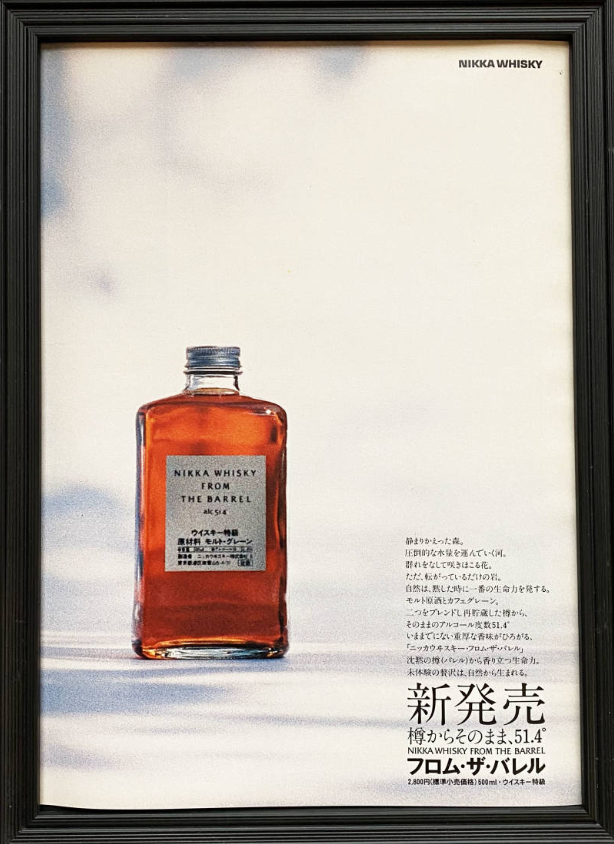 NIKKA WHISKY
NIKKA WHISKY
FROM
THE BARREL
alc 51.4
ウイスキー特級
原材料 モルト・グレーン
静まりかえった森。
圧倒的な水量を運んでいく河。
群れをなして咲きほこる花。
ただ、転がっているだけの岩。
自然は、黙した時に一番の生命力を発する。
モルト原酒とカフェグレーン。
二つをブレンドし再貯蔵した樽から、
そのままのアルコール度数51.4°
いままでにない重厚な香味がひろがる、
「ニッカウヰスキー・フロム・ザ・バレル」
沈黙の樽(バレル)から香り立つ生命力。
未体験の贅沢は、自然から生まれる。
新発売
樽からそのまま、51.4°
NIKKA WHISKY FROM THE BARREL
フロム・ザ・バレル
2,800円(標準小売価格)500ml・ウイスキー特級